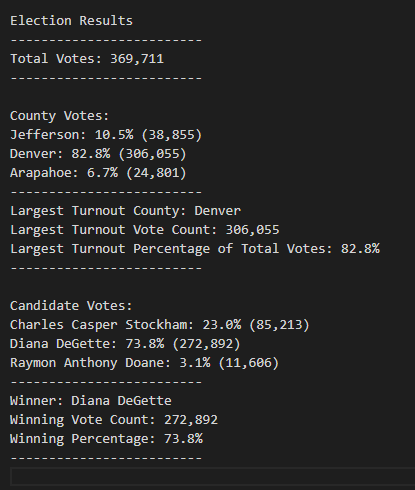 Election Results
-------------------------
Total Votes: 369,711
-------------------------
County Votes:
Jefferson: 10.5% (38,855)
Denver: 82.8% (306,055)
Arapahoe: 6.7% (24,801)
-------------------------
Largest Turnout County: Denver
Largest Turnout Vote Count: 306,055
Largest Turnout Percentage of Total Votes: 82.8%
-------------------------
Candidate Votes:
Charles Casper Stockham: 23.0% (85,213)
Diana DeGette: 73.8% (272,892)
Raymon Anthony Doane: 3.1% (11,606)
-------------------------
Winner: Diana DeGette
Winning Vote Count: 272,892
Winning Percentage: 73.8%
-------------------------